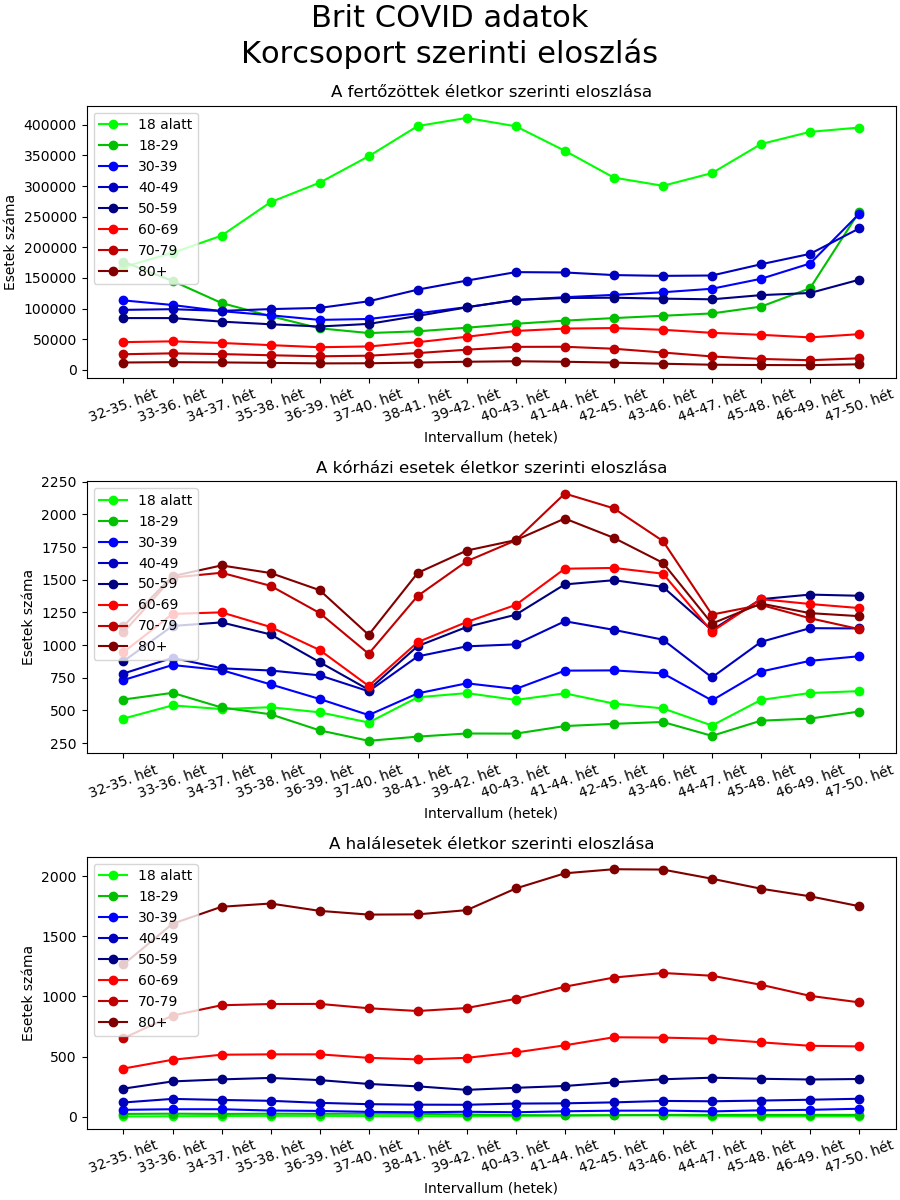 Brit COVID adatok
Korcsoport szerinti eloszlás
A fertőzöttek életkor szerinti eloszlása
Esetek száma
400000
350000
300000
250000
200000
150000
100000
50000
0
18 alatt
18-29
30-39
40-49
50-59
60-69
70-79
80+
32-35. hét
33-36. hét
34-37. hét
35-38. hét
36-39. hét
37-40. hét
38-41. hét
39-42. hét
40-43. hét
41-44. hét
42-45. hét
43-46. hét
44-47. hét
45-48. hét
46-49. hét
47-50. hét
Intervallum (hetek)
A kórházi esetek életkor szerinti eloszlása
Esetek száma
2250
2000
1750
1500
1250
1000
750
500
250
18 alatt
18-29
30-39
40-49
50-59
60-69
70-79
80+
32-35. hét
33-36. hét
34-37. hét
35-38. hét
36-39. hét
37-40. hét
38-41. hét
39-42. hét
40-43. hét
41-44. hét
42-45. hét
43-46. hét
44-47. hét
45-48. hét
46-49. hét
47-50. hét
Intervallum (hetek)
A halálesetek életkor szerinti eloszlása
Esetek száma
2000
1500
1000
500
0
18 alatt
18-29
30-39
40-49
50-59
60-69
70-79
80+
32-35. hét
33-36. hét
34-37. hét
35-38. hét
36-39. hét
37-40. hét
38-41. hét
39-42. hét
40-43. hét
41-44. hét
42-45. hét
43-46. hét
44-47. hét
45-48. hét
46-49. hét
47-50. hét
Intervallum (hetek)